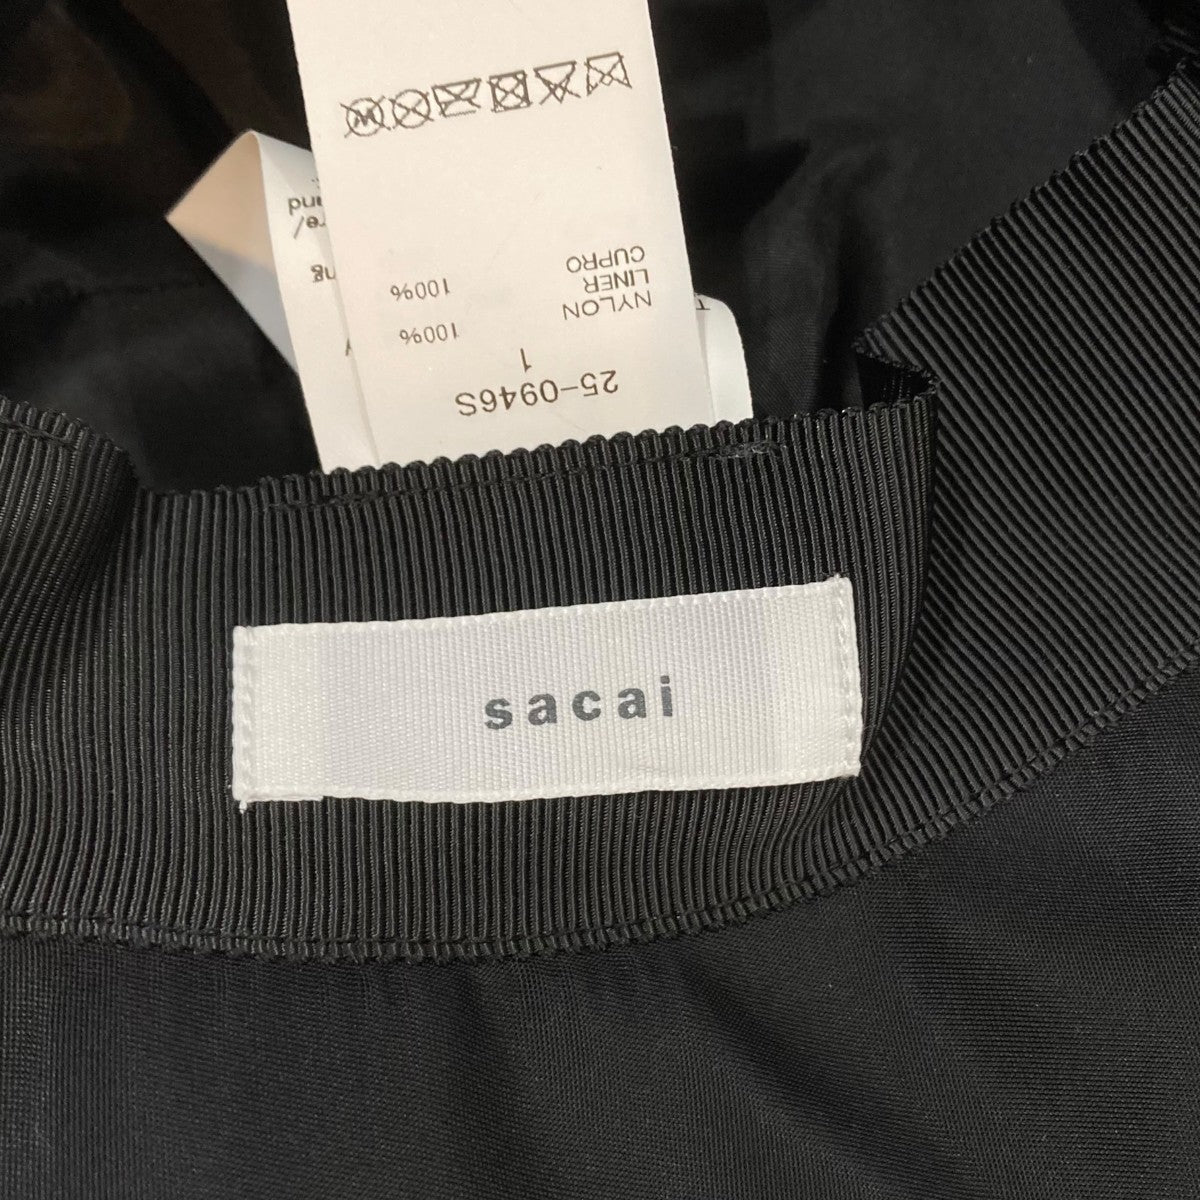 sacai
25-0946S
1
NYLON 100%
LINER
CUPRO 100%